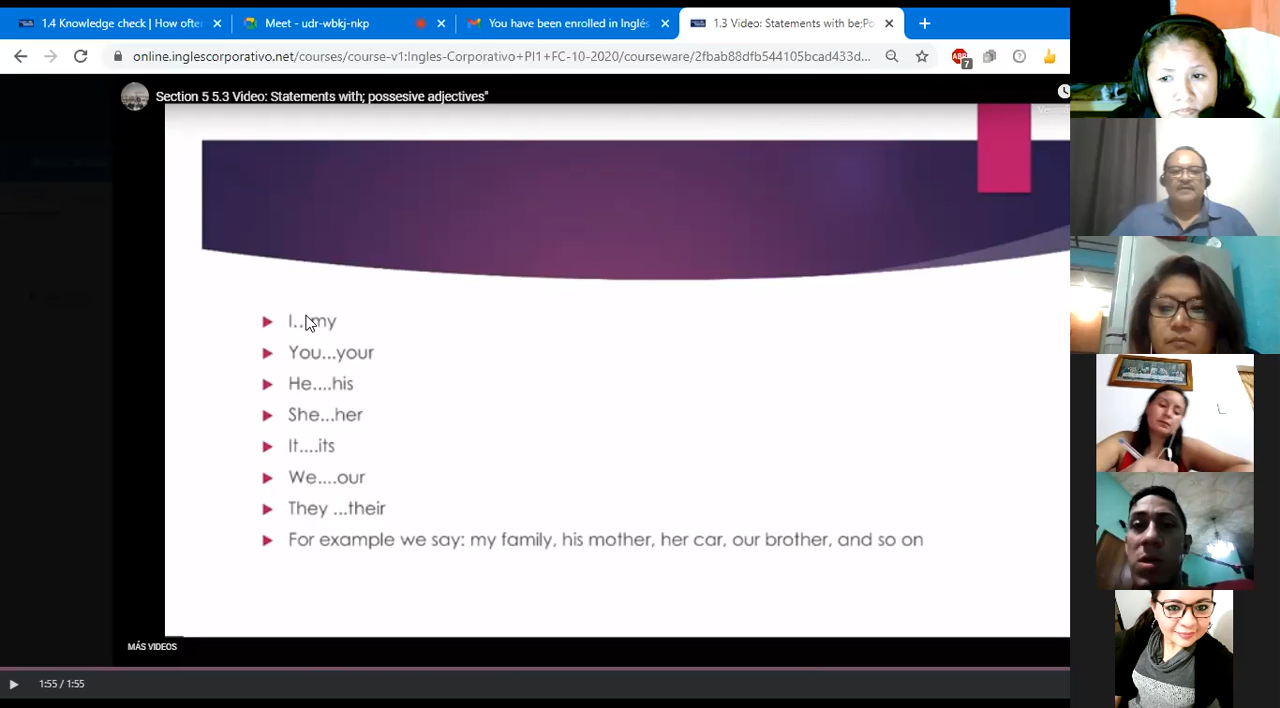 1.4 Knowledge check | How ofte
Meet - udr-wbkj-nkp
You have been enrolled in Inglés
1.3 Video: Statements with be;Po
online.inglescorporativo.net/courses/course-v1:Ingles-Corporativo+PI1+FC-10-2020/courseware/2fbab88dfb544105bcad433d...
ABP
7
Section 5 5.3 Video: Statements with; possesive adjectives"
I...my
You...your
He....his
She...her
It....its
We....our
They ...their
For example we say: my family, his mother, her car, our brother, and so on
MÁS VIDEOS
1:55 / 1:55